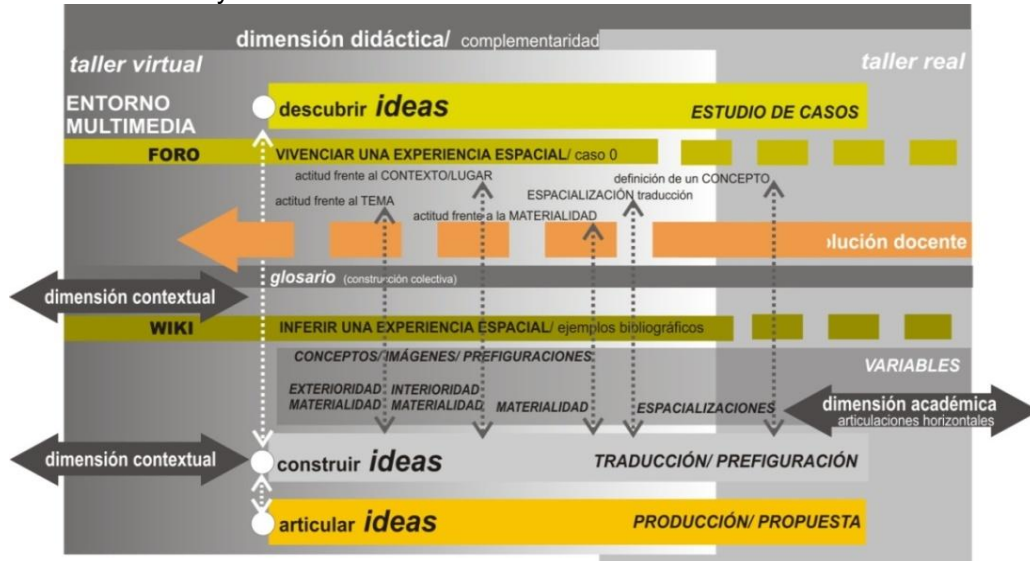 dimensión didáctica/ complementaridad
taller virtual
taller real
ENTORNO
MULTIMEDIA
descubrir ideas
ESTUDIO DE CASOS
FORO
VIVENCIAR UNA EXPERIENCIA ESPACIAL/ caso 0
actitud frente al CONTEXTO/LUGAR
definición de un CONCEPTO
actitud frente al TEMA
ESPACIALIZACIÓN traducción
actitud frente a la MATERIALIDAD
olución docente
glosario (construcción colectiva)
dimensión contextual
WIKI
INFERIR UNA EXPERIENCIA ESPACIAL/ ejemplos bibliográficos
CONCEPTOS/ IMÁGENES/ PREFIGURACIONES
VARIABLES
EXTERIORIDAD INTERIORIDAD
MATERIALIDAD MATERIALIDAD MATERIALIDAD ESPACIALIZACIONES
dimensión académica
articulaciones horizontales
dimensión contextual
construir ideas
TRADUCCIÓN/ PREFIGURACIÓN
articular ideas
PRODUCCIÓN/ PROPUESTA